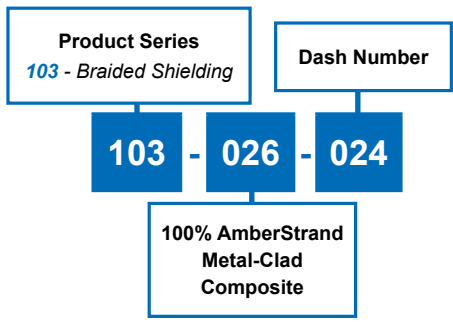 Product Series
103 - Braided Shielding
Dash Number
103 - 026 - 024
100% AmberStrand
Metal-Clad
Composite